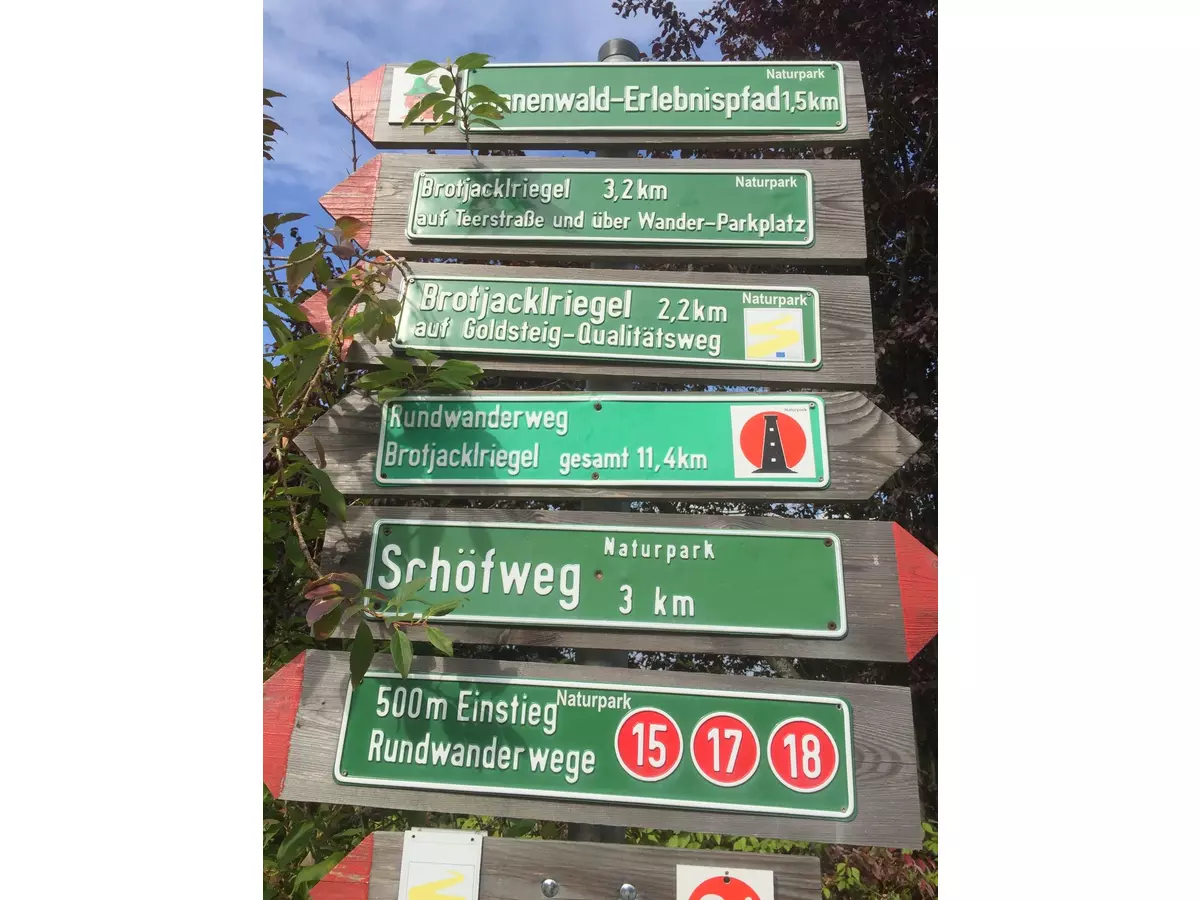 Naturpark
-Erlebnispfad 1,5km
Brotjacklriegel 3,2km Naturpark
auf Teerstraße und über Wander-Parkplatz
Brotjacklriegel 2,2km Naturpark
auf Goldsteig-Qualitätsweg
Rundwanderweg Naturpark
Brotjacklriegel gesamt 11,4km
Naturpark
Schöfweg 3 km
500m Einstieg Naturpark
Rundwanderwege 15 17 18